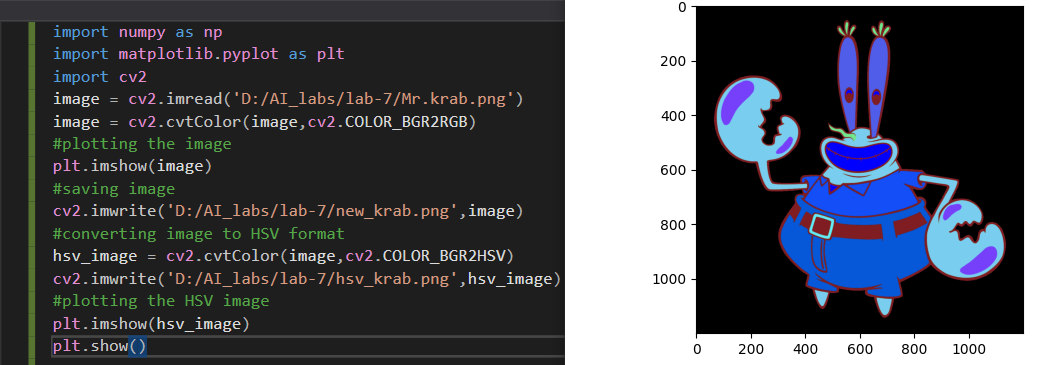 import numpy as np
import matplotlib.pyplot as plt
import cv2
image = cv2.imread('D:/AI_labs/lab-7/Mr.krab.png')
image = cv2.cvtColor(image,cv2.COLOR_BGR2RGB)
#plotting the image
plt.imshow(image)
#saving image
cv2.imwrite('D:/AI_labs/lab-7/new_krab.png',image)
#converting image to HSV format
hsv_image = cv2.cvtColor(image,cv2.COLOR_BGR2HSV)
cv2.imwrite('D:/AI_labs/lab-7/hsv_krab.png',hsv_image)
#plotting the HSV image
plt.imshow(hsv_image)
plt.show()
0
200
400
600
800
1000
0 200 400 600 800 1000